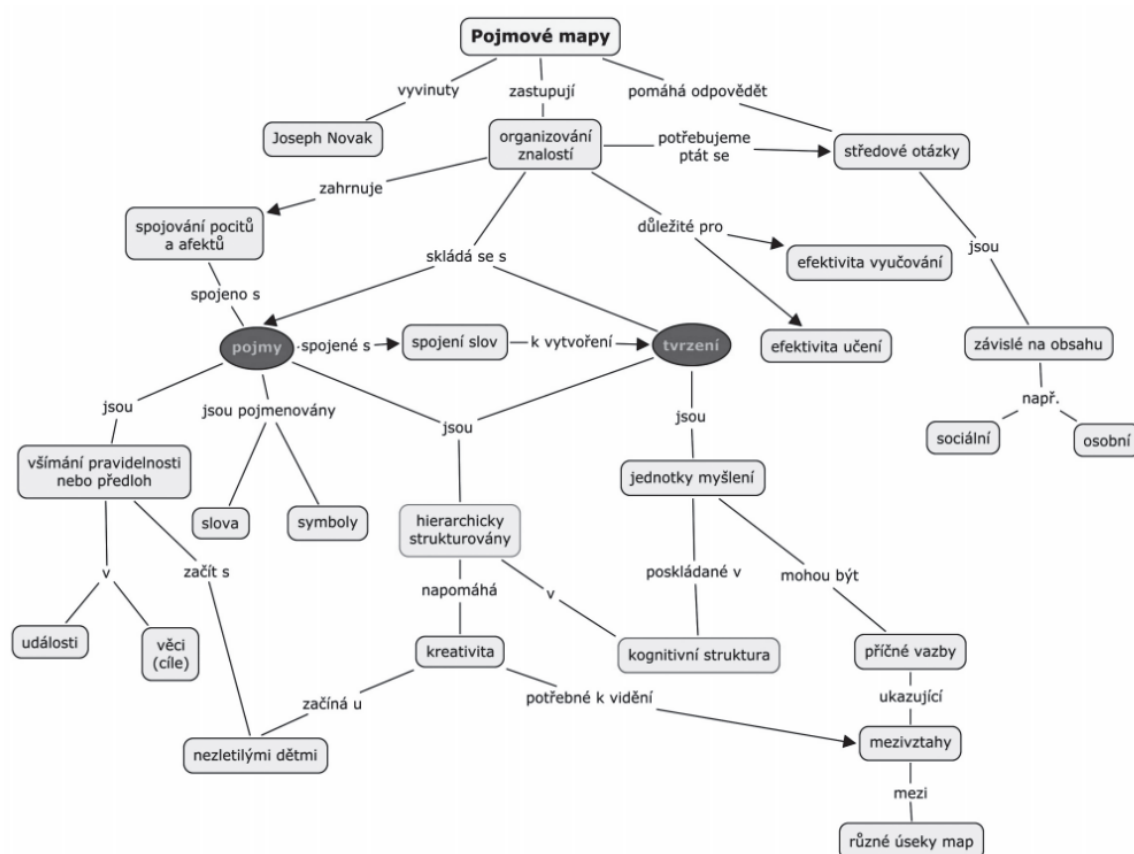 Pojmové mapy
vyvinuty
zastupují
pomáhá odpovědět
Joseph Novak
organizování
znalostí
potřebujeme
ptát se
středové otázky
zahrnuje
spojování pocitů
a afektů
skládá se s
důležité pro
efektivita vyučování
jsou
spojeno s
pojmy
spojené s
spojení slov
k vytvoření
tvrzení
efektivita učení
závislé na obsahu
jsou
jsou pojmenovány
jsou
jsou
např.
sociální
osobní
všímání pravidelnosti
nebo předloh
slova
symboly
hierarchicky
strukturovány
jednotky myšlení
v
začít s
napomáhá
v
poskládané v
mohou být
události
věci
(cíle)
kreativita
kognitivní struktura
příčné vazby
začíná u
potřebné k vidění
ukazující
nezletilými dětmi
mezivztahy
mezi
různé úseky map